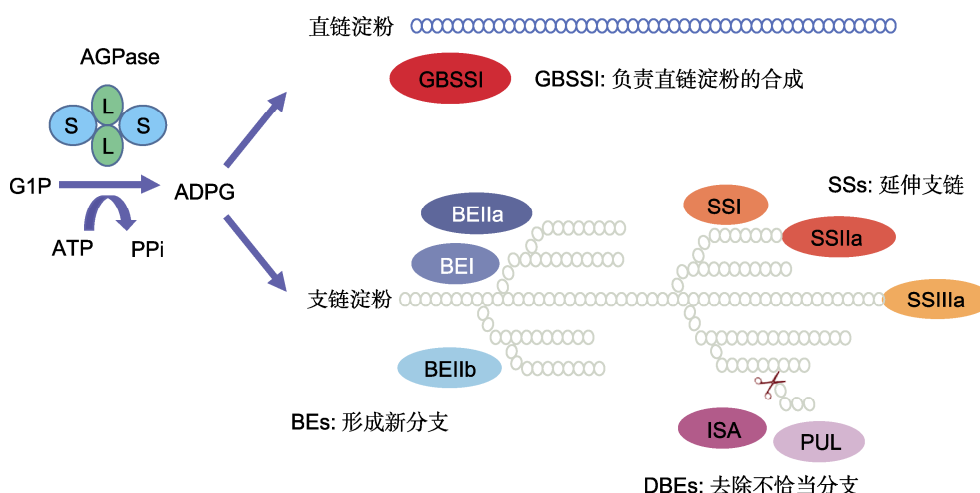 直链淀粉
AGPase
GBSSI
GBSSI: 负责直链淀粉的合成
L
S
S
L
G1P
ADPG
ATP
PPi
SSs: 延伸支链
BEIIa
SSI
SSIIa
BEI
支链淀粉
SSIIIa
BEIIb
BEs: 形成新分支
ISA
PUL
DBEs: 去除不恰当分支